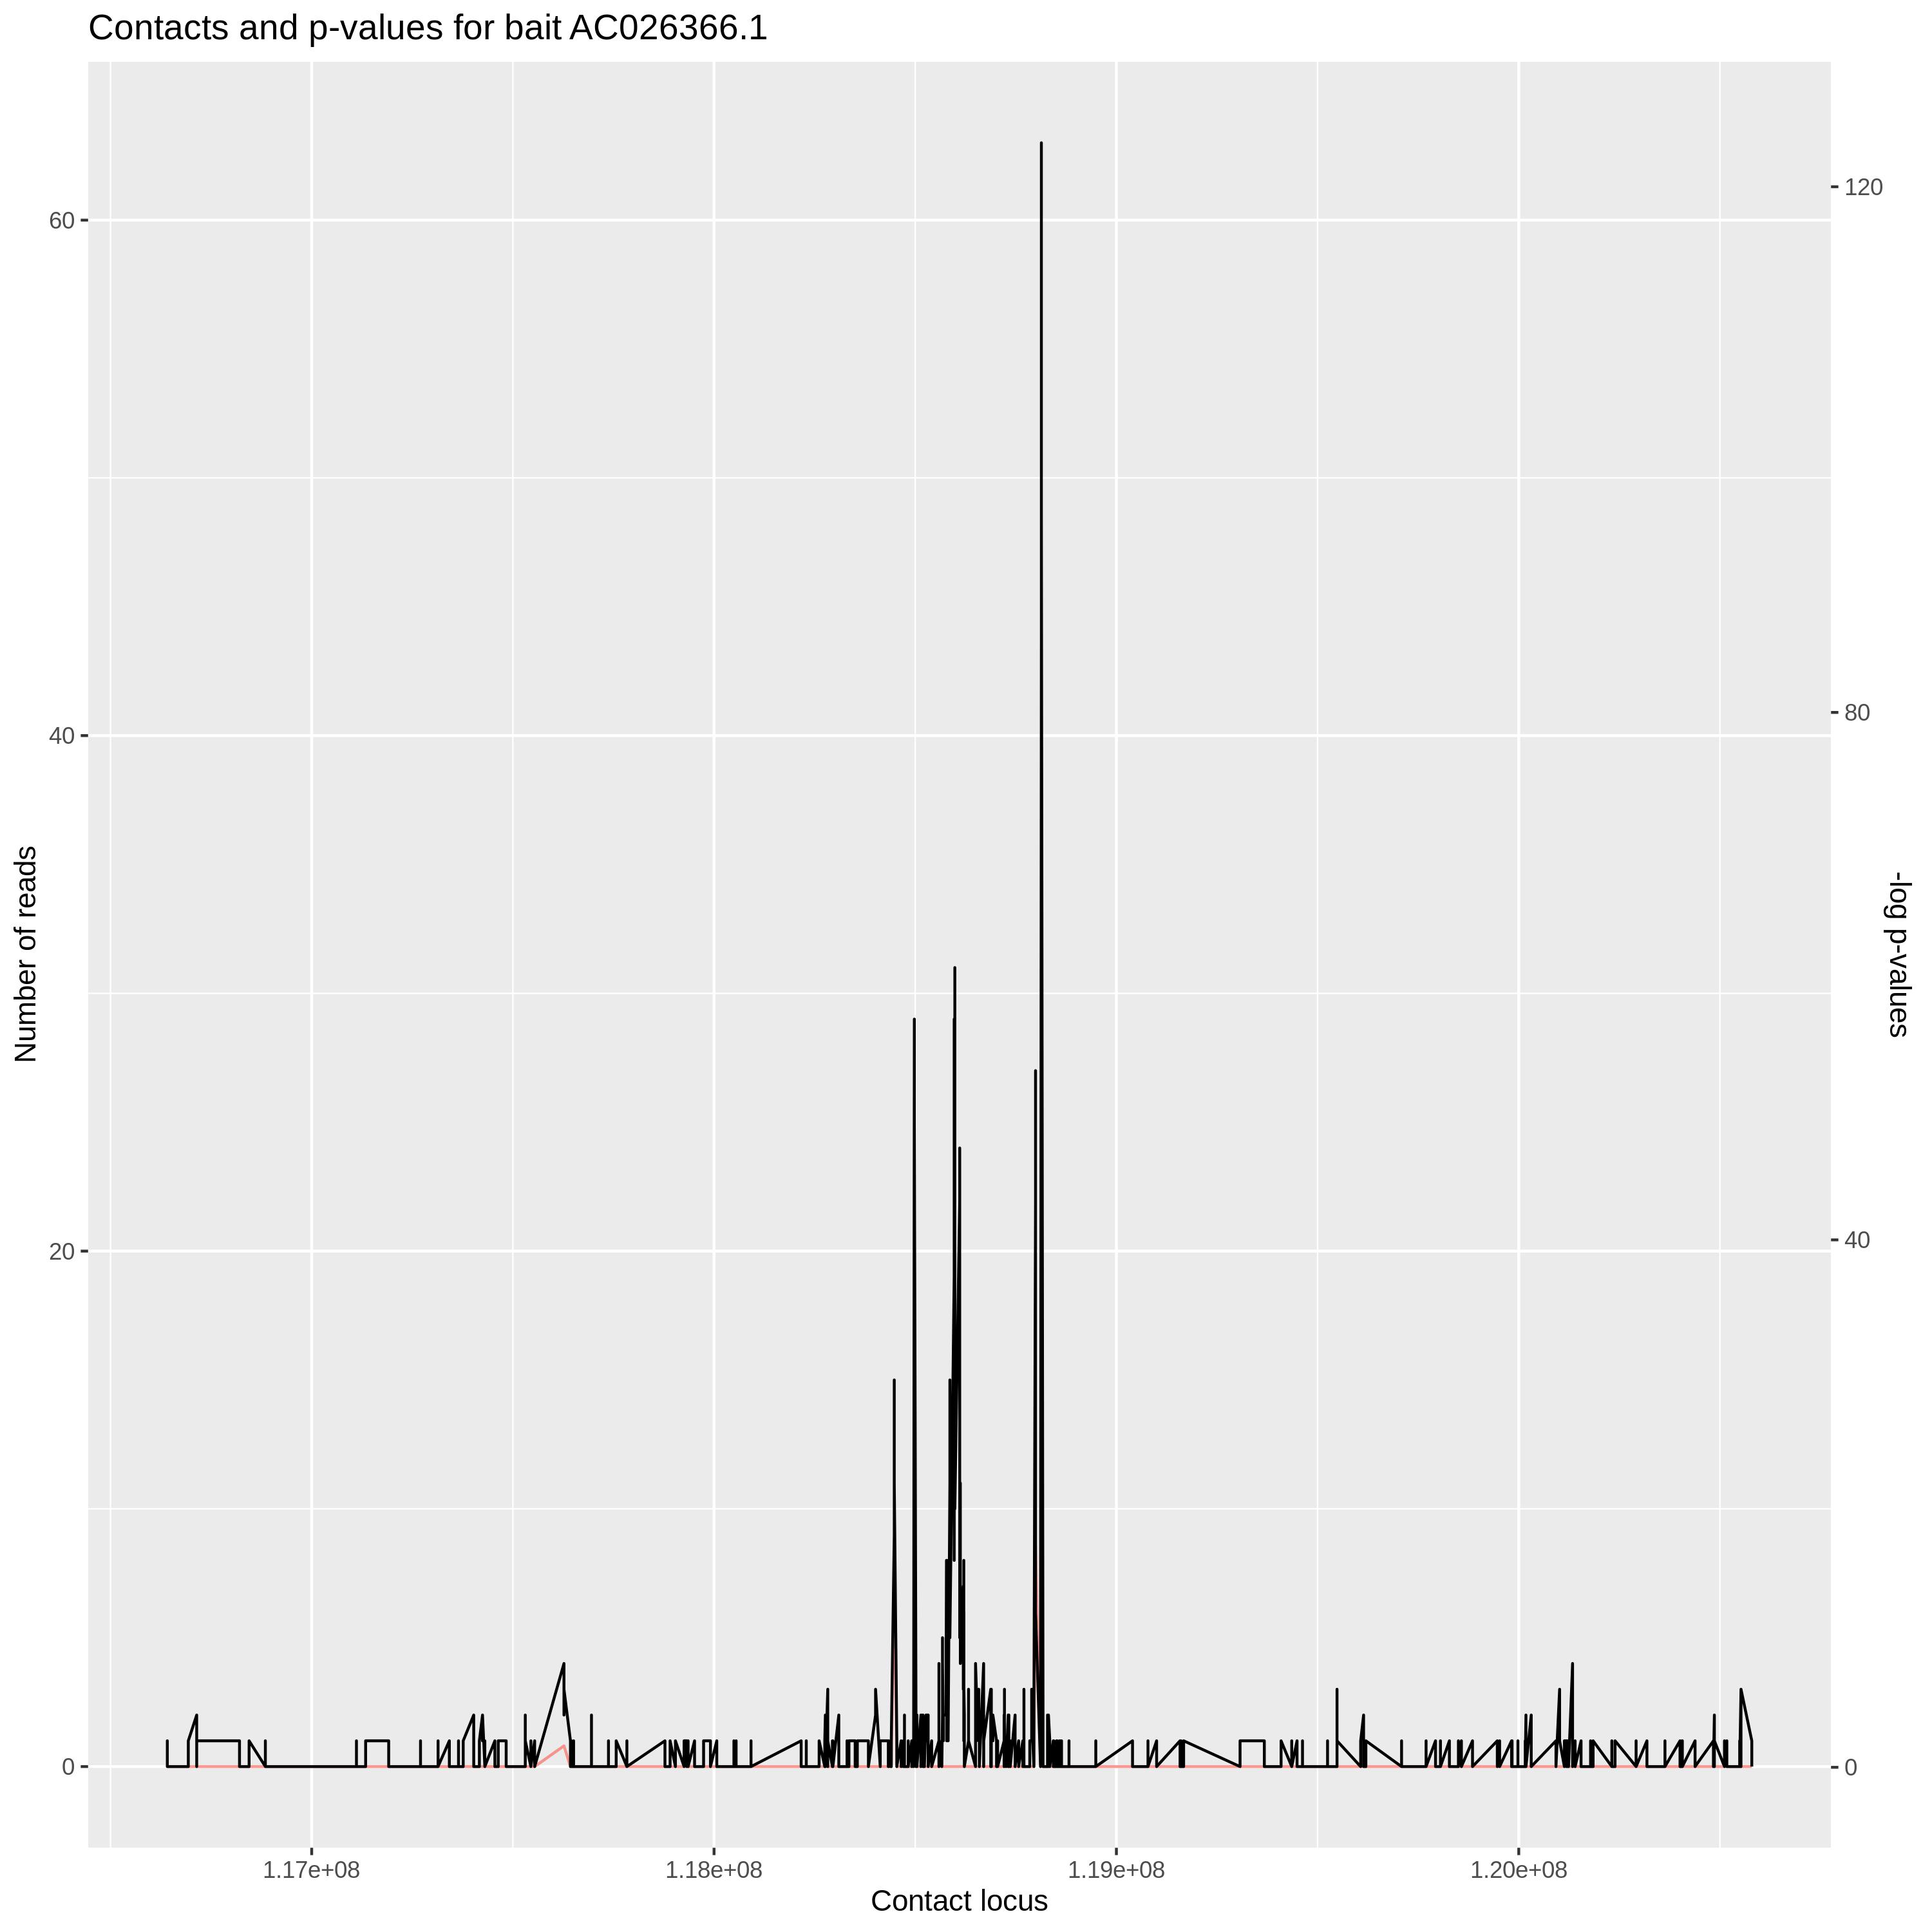 Contacts and p-values for bait AC026366.1
Number of reads
60
40
20
0
120
80
40
0
-log p-values
1.17e+08
1.18e+08
1.19e+08
1.20e+08
Contact locus